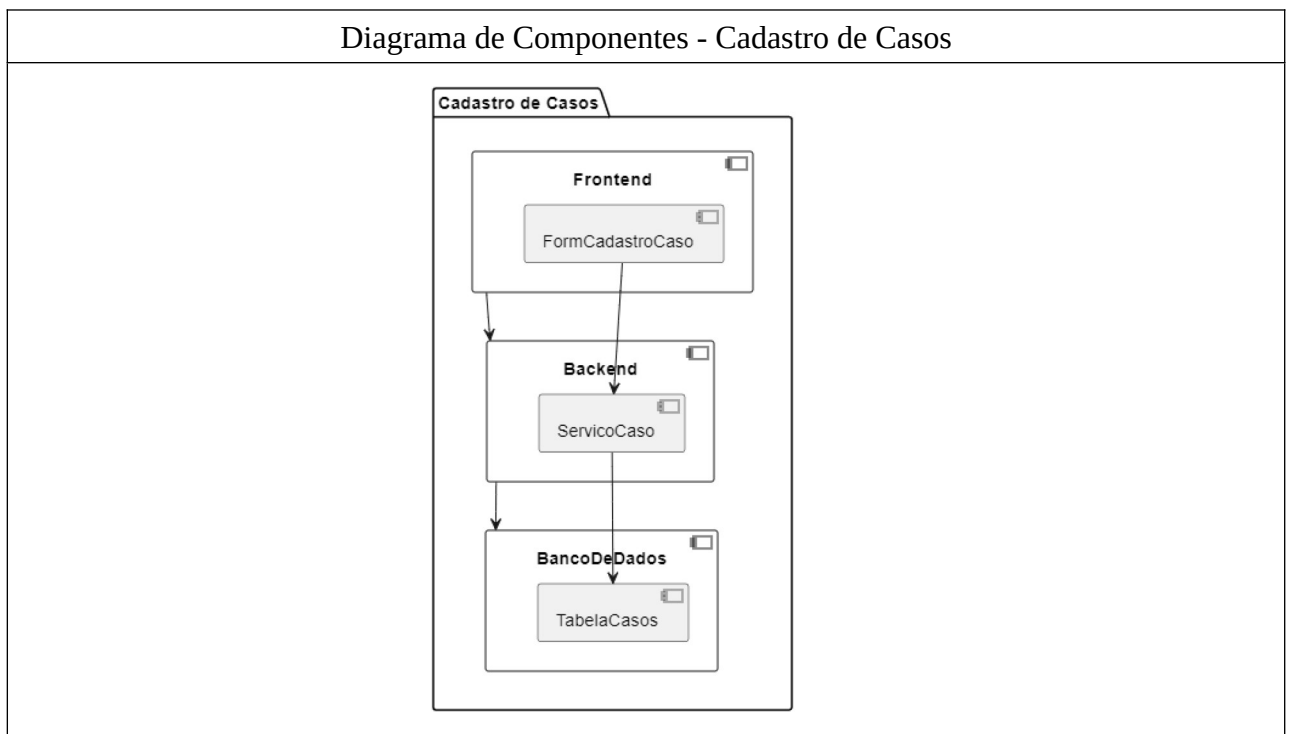 Diagrama de Componentes - Cadastro de Casos
Cadastro de Casos
Frontend
FormCadastroCaso
Backend
ServicoCaso
BancoDeDados
TabelaCasos